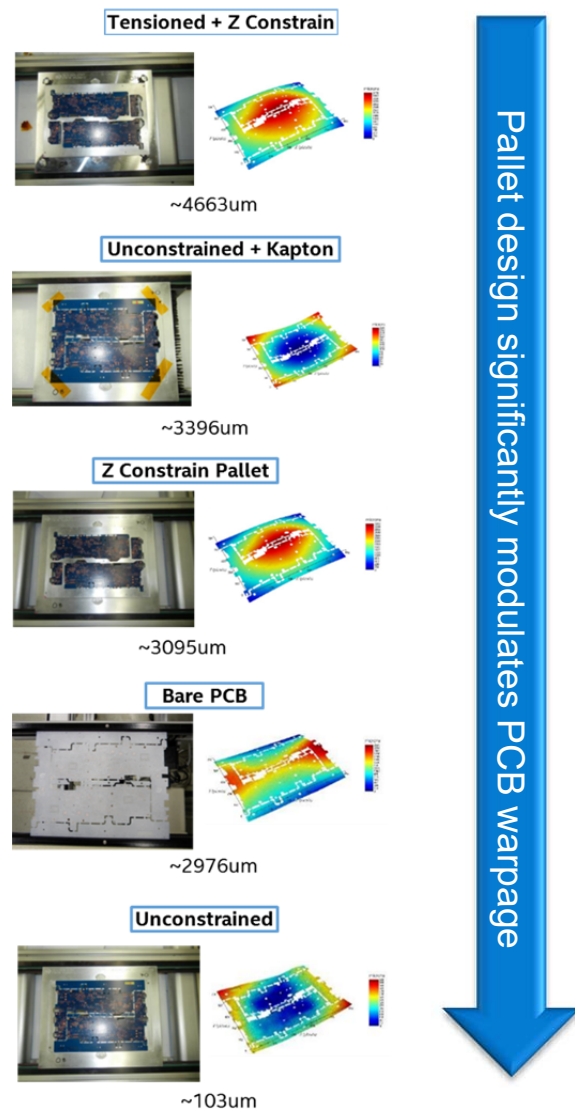 Tensioned + Z Constrain
~4663um
Unconstrained + Kapton
~3396um
Z Constrain Pallet
~3095um
Bare PCB
~2976um
Unconstrained
~103um
Pallet design significantly modulates PCB warpage